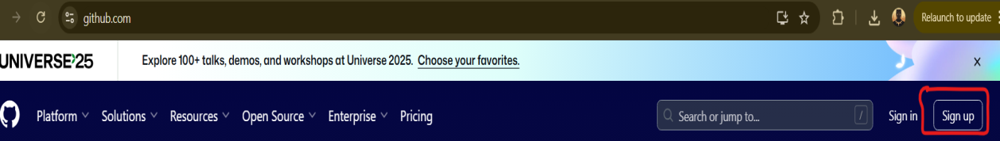 github.com
Relaunch to update
UNIVERSE'25 Explore 100+ talks, demos, and workshops at Universe 2025. Choose your favorites. X
Platform Solutions Resources Open Source Enterprise Pricing Search or jump to... / Sign in Sign up